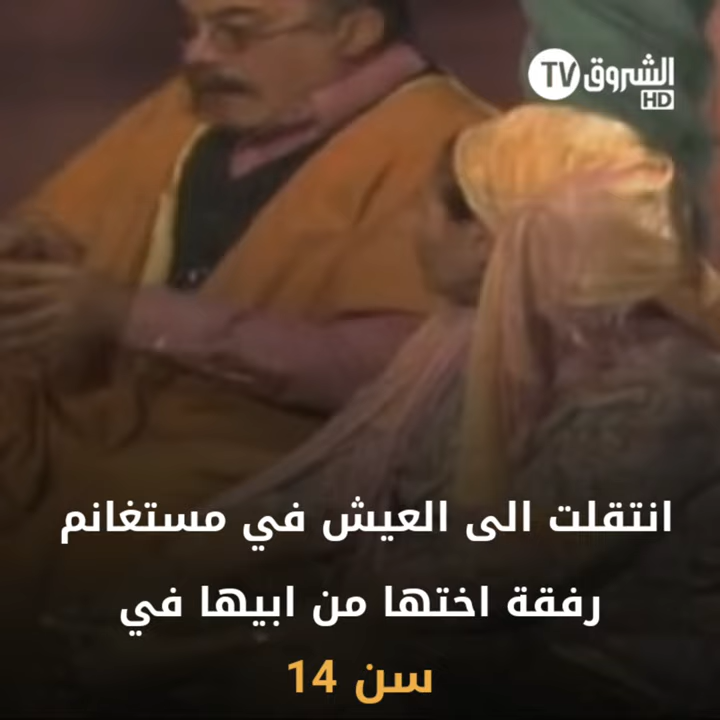 الشروق TV
HD
انتقلت الى العيش في مستغانم
رفقة اختها من ابيها في
سن 14